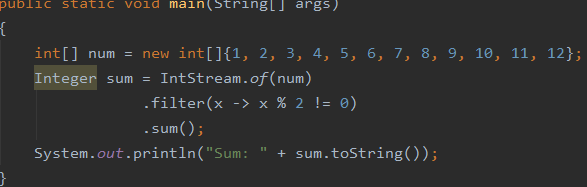 public static void main(String[] args)
{
int[] num = new int[]{1, 2, 3, 4, 5, 6, 7, 8, 9, 10, 11, 12};
Integer sum = IntStream.of(num)
.filter(x -> x % 2 != 0)
.sum();
System.out.println("Sum: " + sum.toString());
}